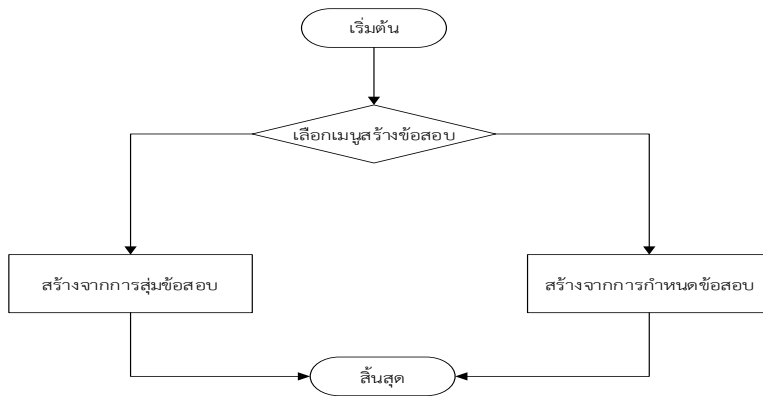 เริ่มต้น
เลือกเมนูสร้างข้อสอบ
สร้างจากการสุ่มข้อสอบ
สร้างจากการกำหนดข้อสอบ
สิ้นสุด